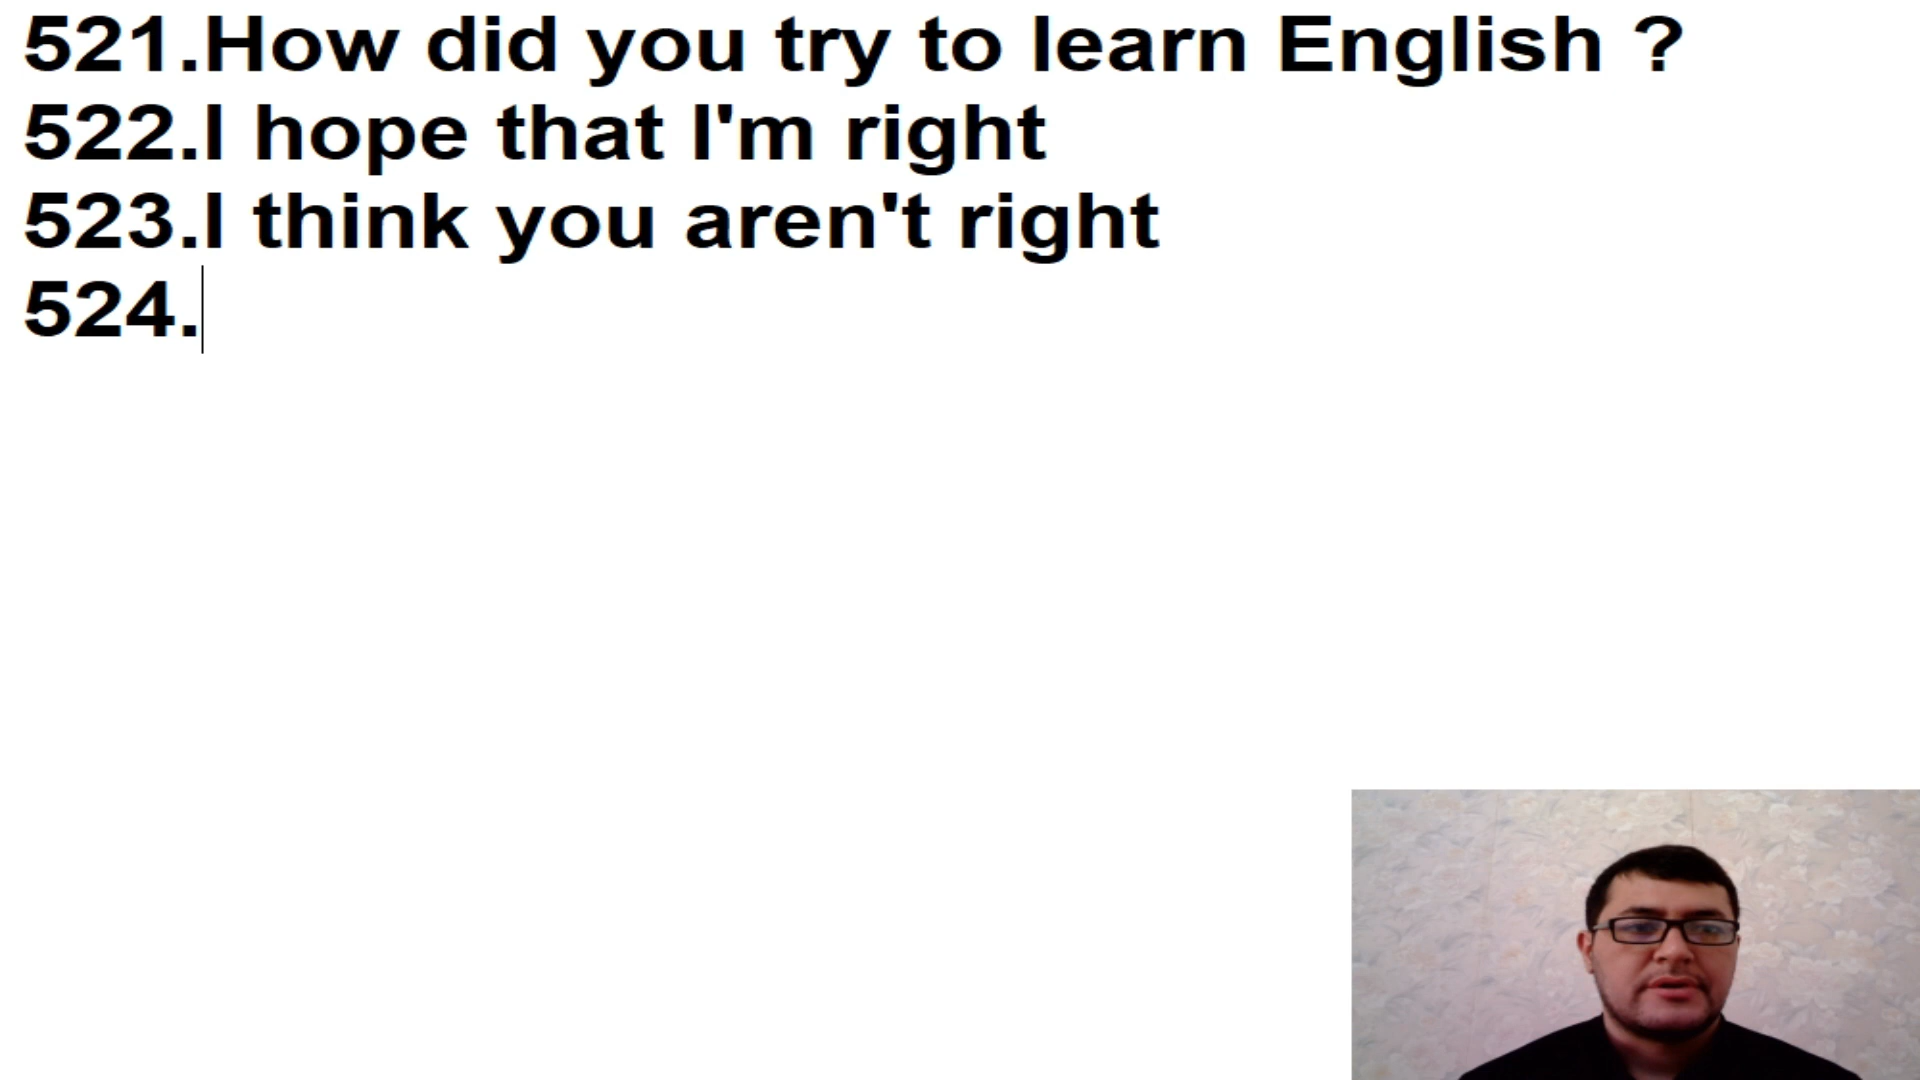 521.How did you try to learn English ?
522.I hope that I'm right
523.I think you aren't right
524.